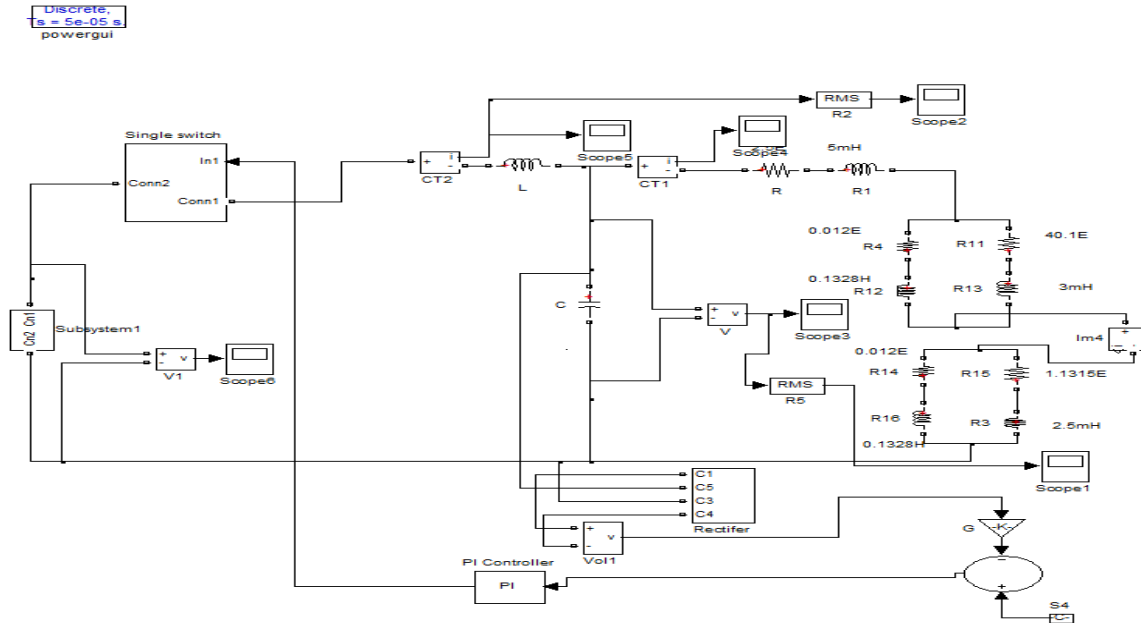 Discrete,
Ts = 5e-05 s.
powergui
RMS
R2
Scope2
Single switch
In1
Conn2
Conn1
+
i
-
CT2
L
Scope5
+
i
-
CT1
Scope4
5mH
R
R1
0.012E
R4
R11
40.1E
0.1328H
R12
R13
3mH
C
+
-
v
V
Scope3
Im4
+
Cn2 Cn1
Subsystem1
+
-
v
V1
Scope6
RMS
R5
0.012E
R14
R15
1.1315E
R16
R3
2.5mH
0.1328H
Scope1
C1
C5
C3
C4
Rectifer
+
-
v
Vol1
G
-K-
PI Controller
PI
-
+
S4
C-